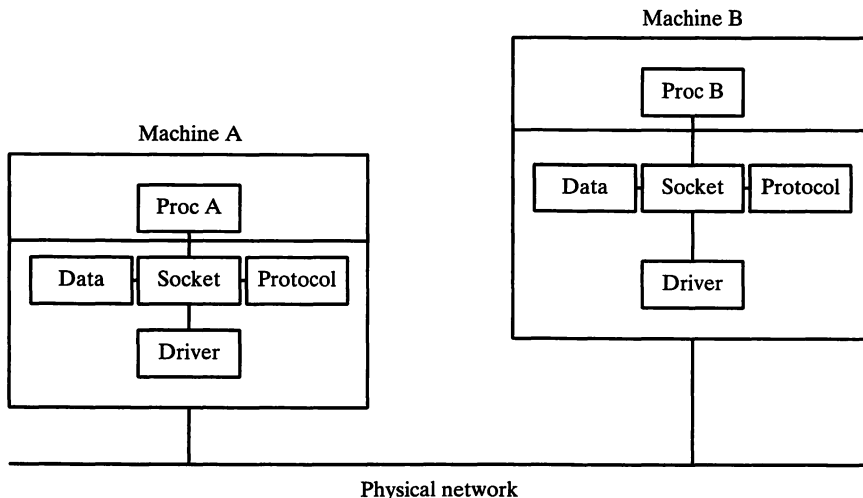 Machine B
Proc B
Machine A
Data Socket Protocol
Proc A
Data Socket Protocol
Driver
Driver
Physical network